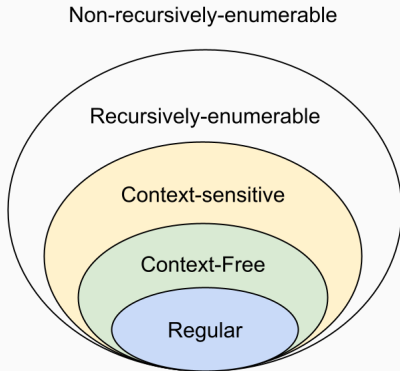 Non-recursively-enumerable
Recursively-enumerable
Context-sensitive
Context-Free
Regular